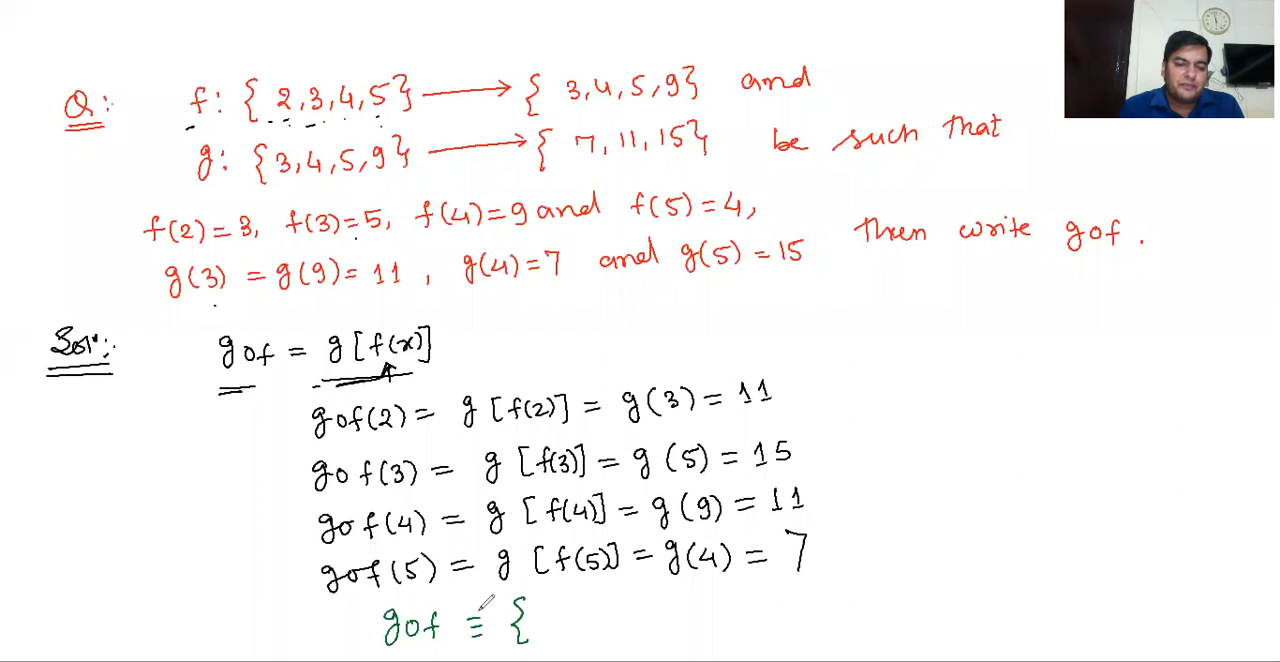 Q: f: { 2,3,4,5} → { 3,4,5,9} and
g: {3,4,5,9} → { 7,11,15} be such that
f(2)=3, f(3)=5, f(4)=9 and f(5)=4,
g(3) = g(9)= 11 , g(4)=7 and g(5)=15 then write gof.
Sol:
gof = g[f(x)]
gof(2)= g [f(2)] = g(3)=11
gof(3) = g [f(3)] = g(5)=15
gof(4) = g [f(4)] = g(9) = 11
gof(5) = g [f(5)] = g(4) = 7
gof ≡ {